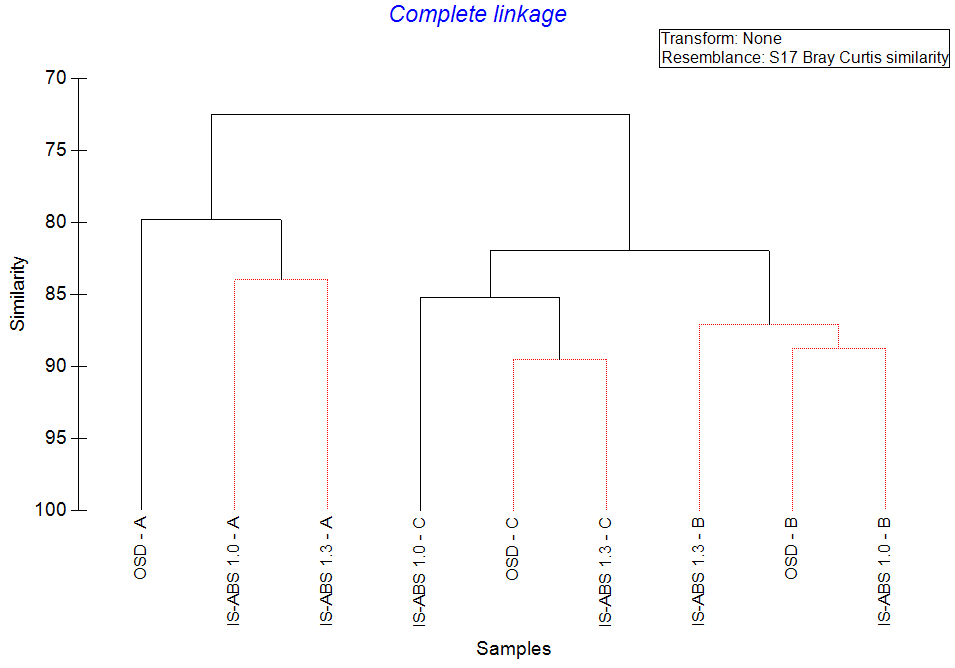 Complete linkage
Transform: None
Resemblance: S17 Bray Curtis similarity
70
75
80
85
90
95
100
Similarity
OSD - A
IS-ABS 1.0 - A
IS-ABS 1.3 - A
IS-ABS 1.0 - C
OSD - C
IS-ABS 1.3 - C
IS-ABS 1.3 - B
OSD - B
IS-ABS 1.0 - B
Samples